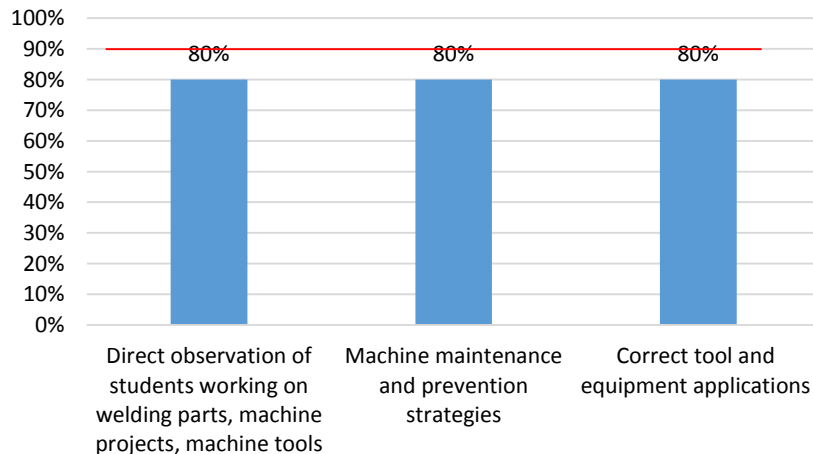 100%
90%
80%
70%
60%
50%
40%
30%
20%
10%
0%
80%
80%
80%
Direct observation of
students working on
welding parts, machine
projects, machine tools
Machine maintenance
and prevention
strategies
Correct tool and
equipment applications